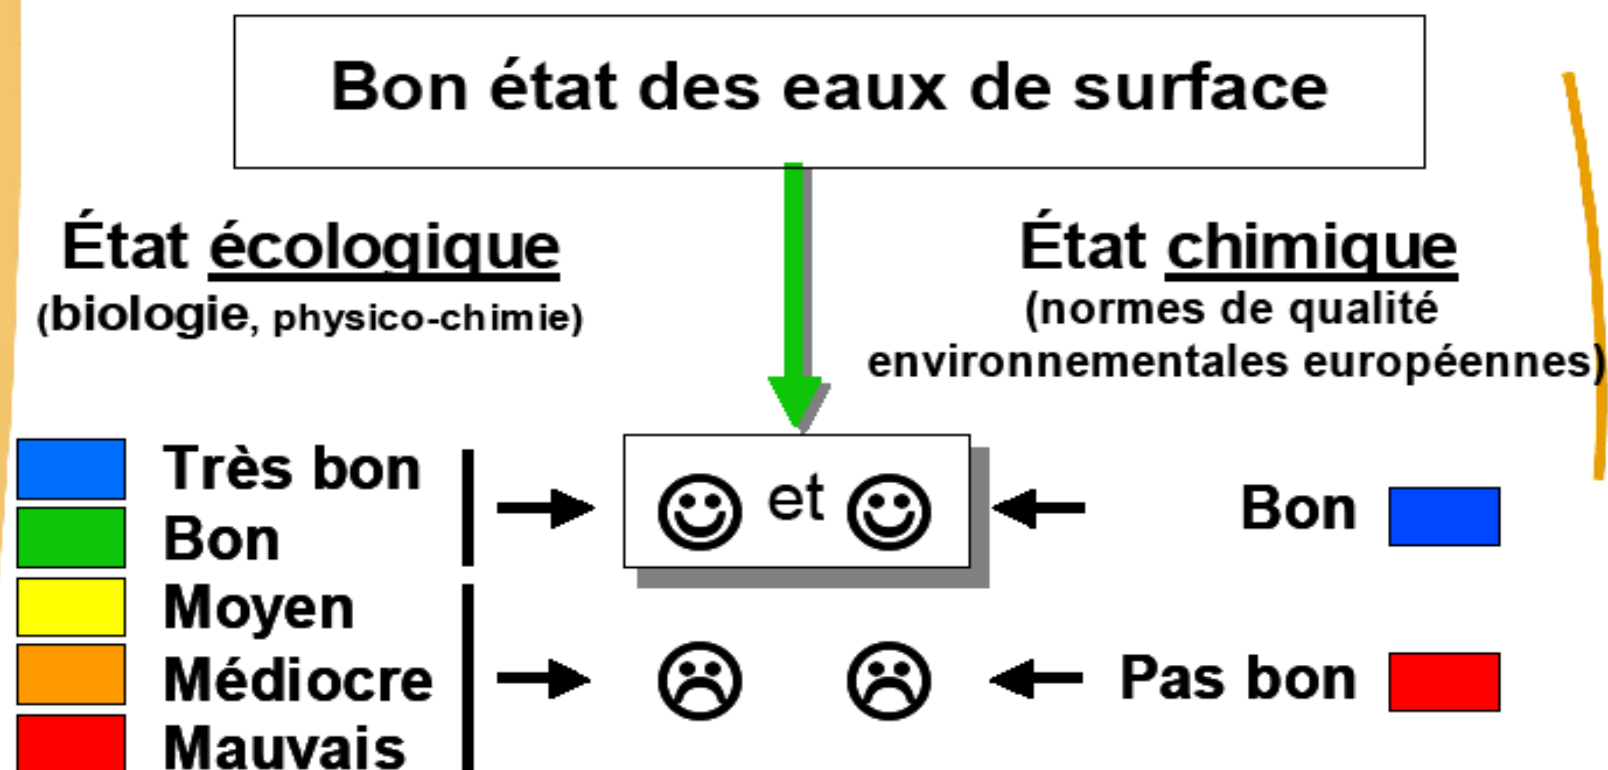 Bon état des eaux de surface
État écologique
(biologie, physico-chimie)
État chimique
(normes de qualité
environnementales européennes)
Très bon
Bon
Moyen
Médiocre
Mauvais
et
Bon
Pas bon